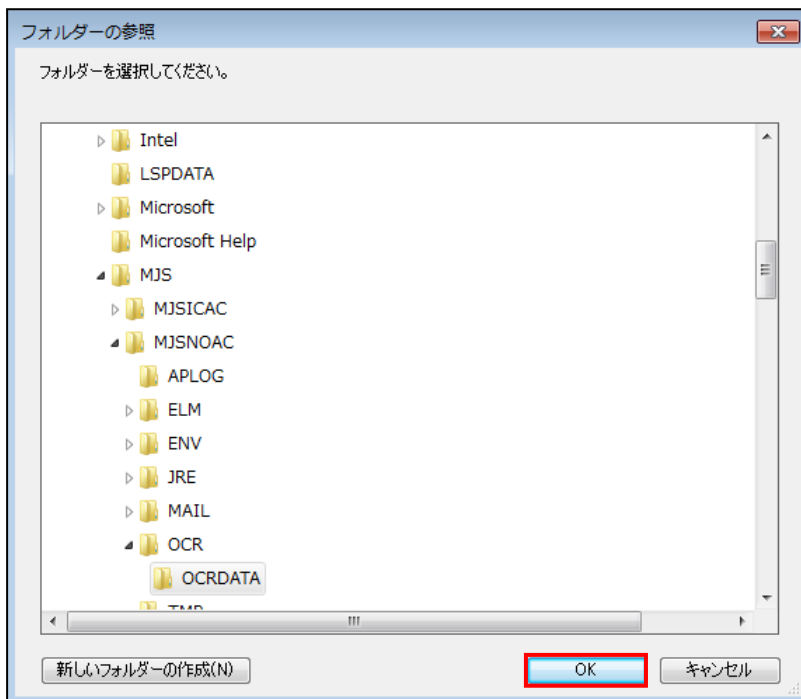 フォルダーの参照
フォルダーを選択してください。
Intel
LSPDATA
Microsoft
Microsoft Help
MJS
MJSICAC
MJSNOAC
APLOG
ELM
ENV
JRE
MAIL
OCR
OCRDATA
TMP
新しいフォルダーの作成(N)
OK
キャンセル